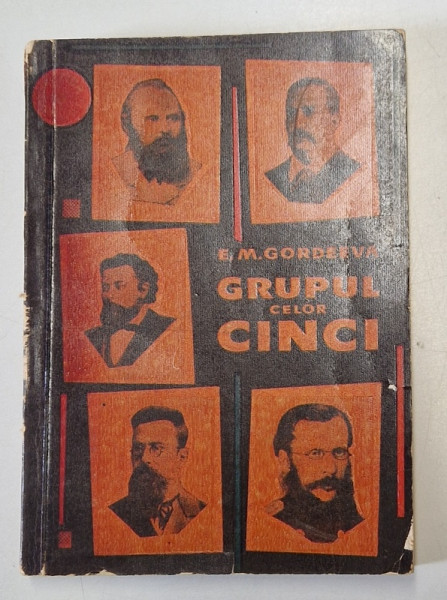 E. M. GORDEEVA
GRUPUL
CELOR
CINCI